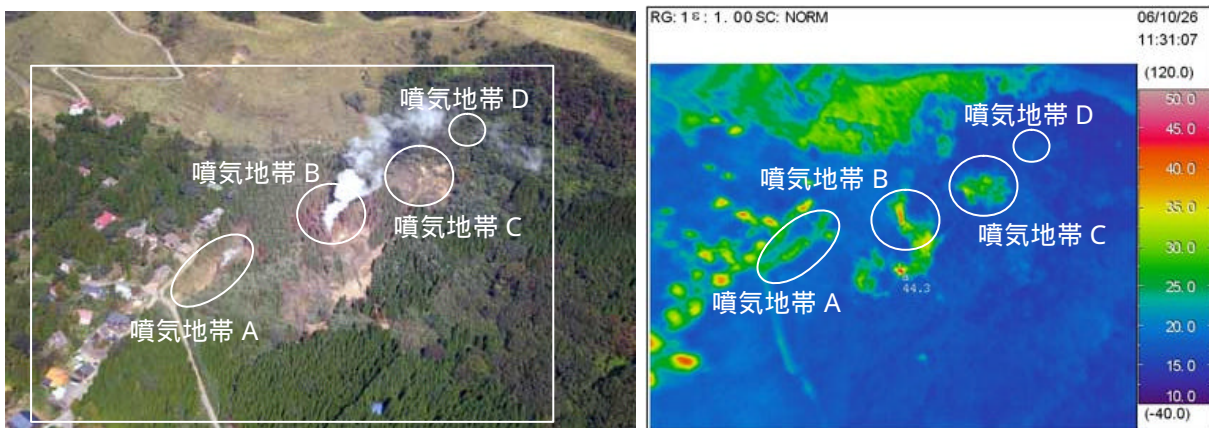 噴気地帯 D
噴気地帯 B
噴気地帯 C
噴気地帯 A
RG: 1 ε: 1. 00 SC: NORM
06/10/26
11:31:07
(120.0)
50. 0
45. 0
40. 0
35. 0
30. 0
25. 0
20. 0
15. 0
10. 0
(-40.0)
噴気地帯 D
噴気地帯 B
噴気地帯 C
44.3
噴気地帯 A